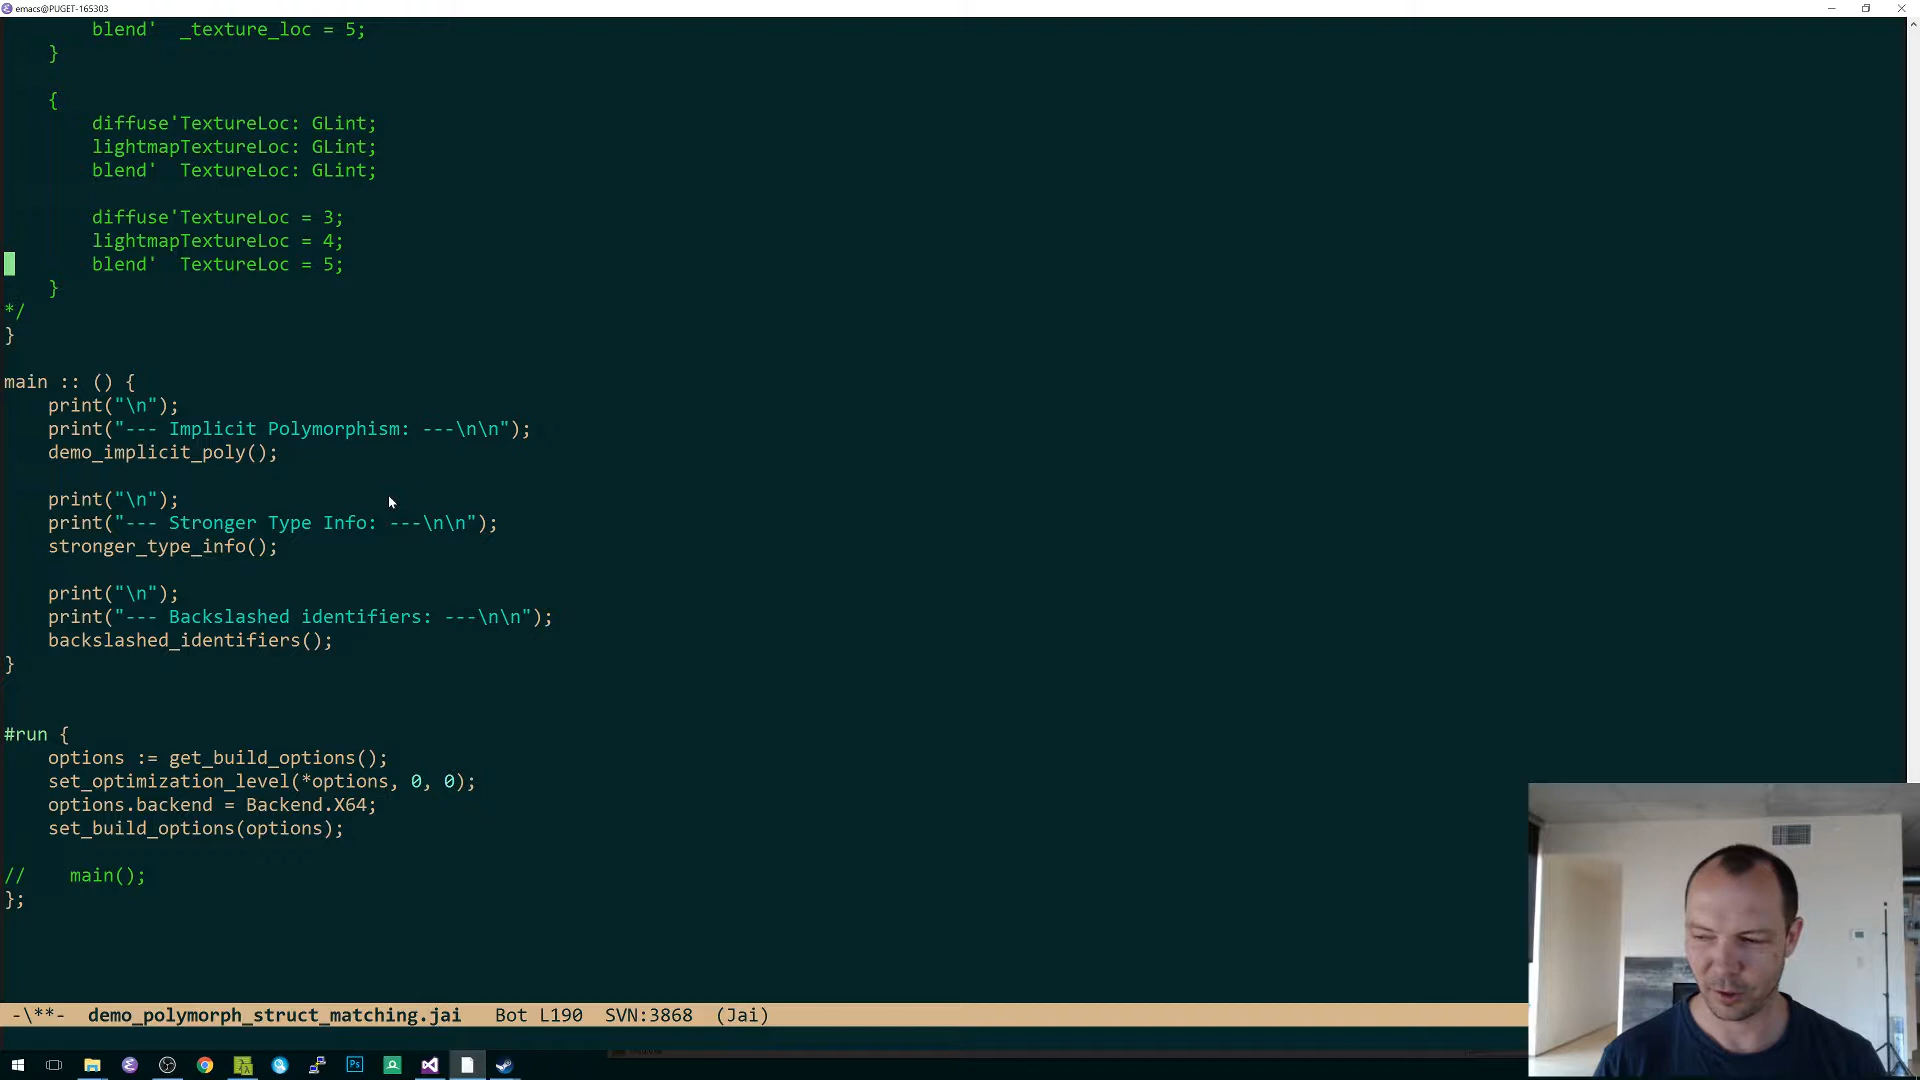 emacs@PUGET-165303
blend'  _texture_loc = 5;
}
{
diffuse'TextureLoc: GLint;
lightmapTextureLoc: GLint;
blend'  TextureLoc: GLint;
diffuse'TextureLoc = 3;
lightmapTextureLoc = 4;
blend'  TextureLoc = 5;
}
*/
}
main :: () {
print("\n");
print("--- Implicit Polymorphism: ---\n\n");
demo_implicit_poly();
print("\n");
print("--- Stronger Type Info: ---\n\n");
stronger_type_info();
print("\n");
print("--- Backslashed identifiers: ---\n\n");
backslashed_identifiers();
}
#run {
options := get_build_options();
set_optimization_level(*options, 0, 0);
options.backend = Backend.X64;
set_build_options(options);
//    main();
};
-\**-  demo_polymorph_struct_matching.jai   Bot L190  SVN:3868  (Jai)
Ps